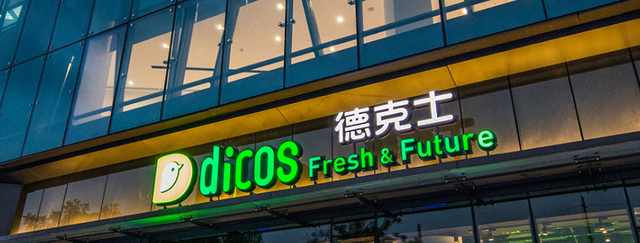 德克士
dicos Fresh & Future